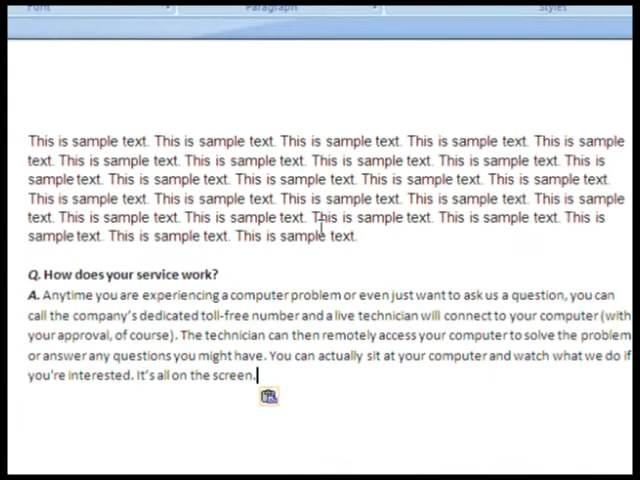 Font Paragraph Styles
This is sample text. This is sample text. This is sample text. This is sample text. This is sample
text. This is sample text. This is sample text. This is sample text. This is sample text. This is
sample text. This is sample text. This is sample text. This is sample text. This is sample text.
This is sample text. This is sample text. This is sample text. This is sample text. This is sample
text. This is sample text. This is sample text. This is sample text. This is sample text. This is
sample text. This is sample text. This is sample text.
Q. How does your service work?
A. Anytime you are experiencing a computer problem or even just want to ask us a question, you can
call the company's dedicated toll-free number and a live technician will connect to your computer (with
your approval, of course). The technician can then remotely access your computer to solve the problem
or answer any questions you might have. You can actually sit at your computer and watch what we do if
you're interested. It's all on the screen.